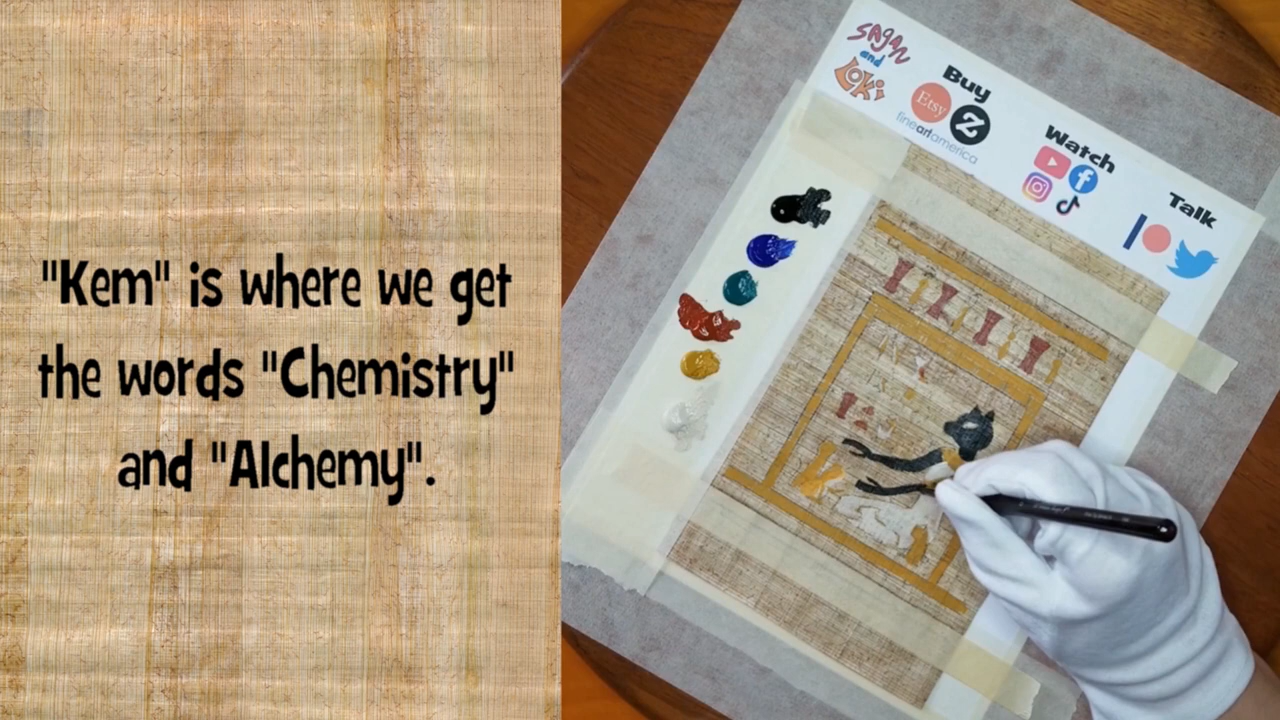 "Kem" is where we get
the words "Chemistry"
and "Alchemy".
Sagan
and
Loki
Buy
Etsy
Z
fineartamerica
Watch
Talk